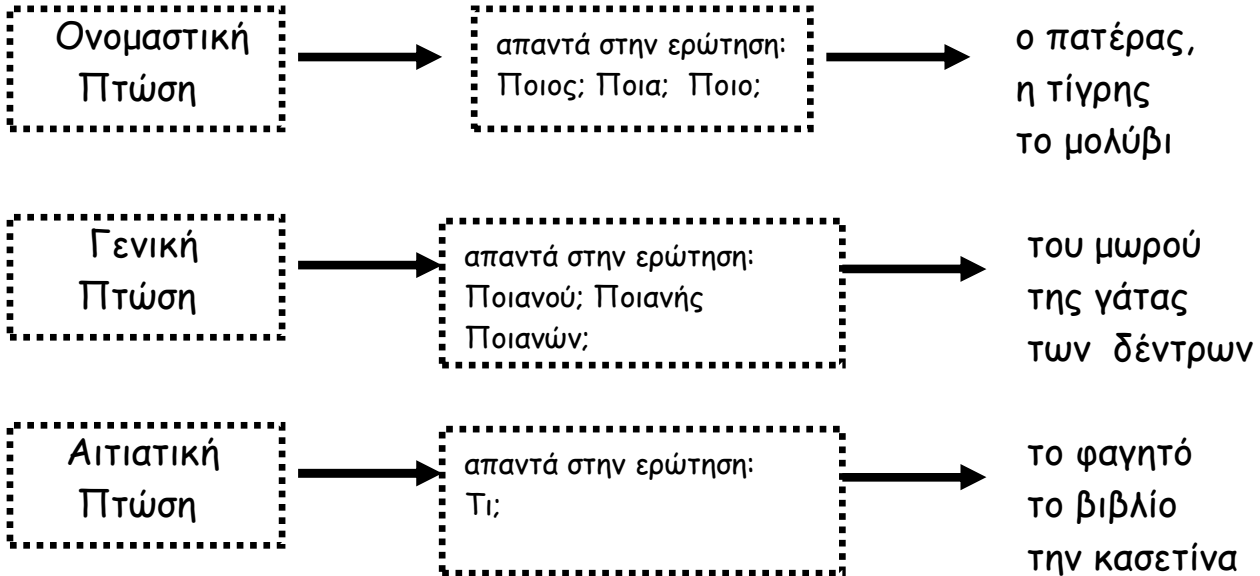 Ονομαστική
Πτώση
απαντά στην ερώτηση:
Ποιος; Ποια; Ποιο;
ο πατέρας,
η τίγρης
το μολύβι
Γενική
Πτώση
απαντά στην ερώτηση:
Ποιανού; Ποιανής
Ποιανών;
του μωρού
της γάτας
των δέντρων
Αιτιατική
Πτώση
απαντά στην ερώτηση:
Τι;
το φαγητό
το βιβλίο
την κασετίνα